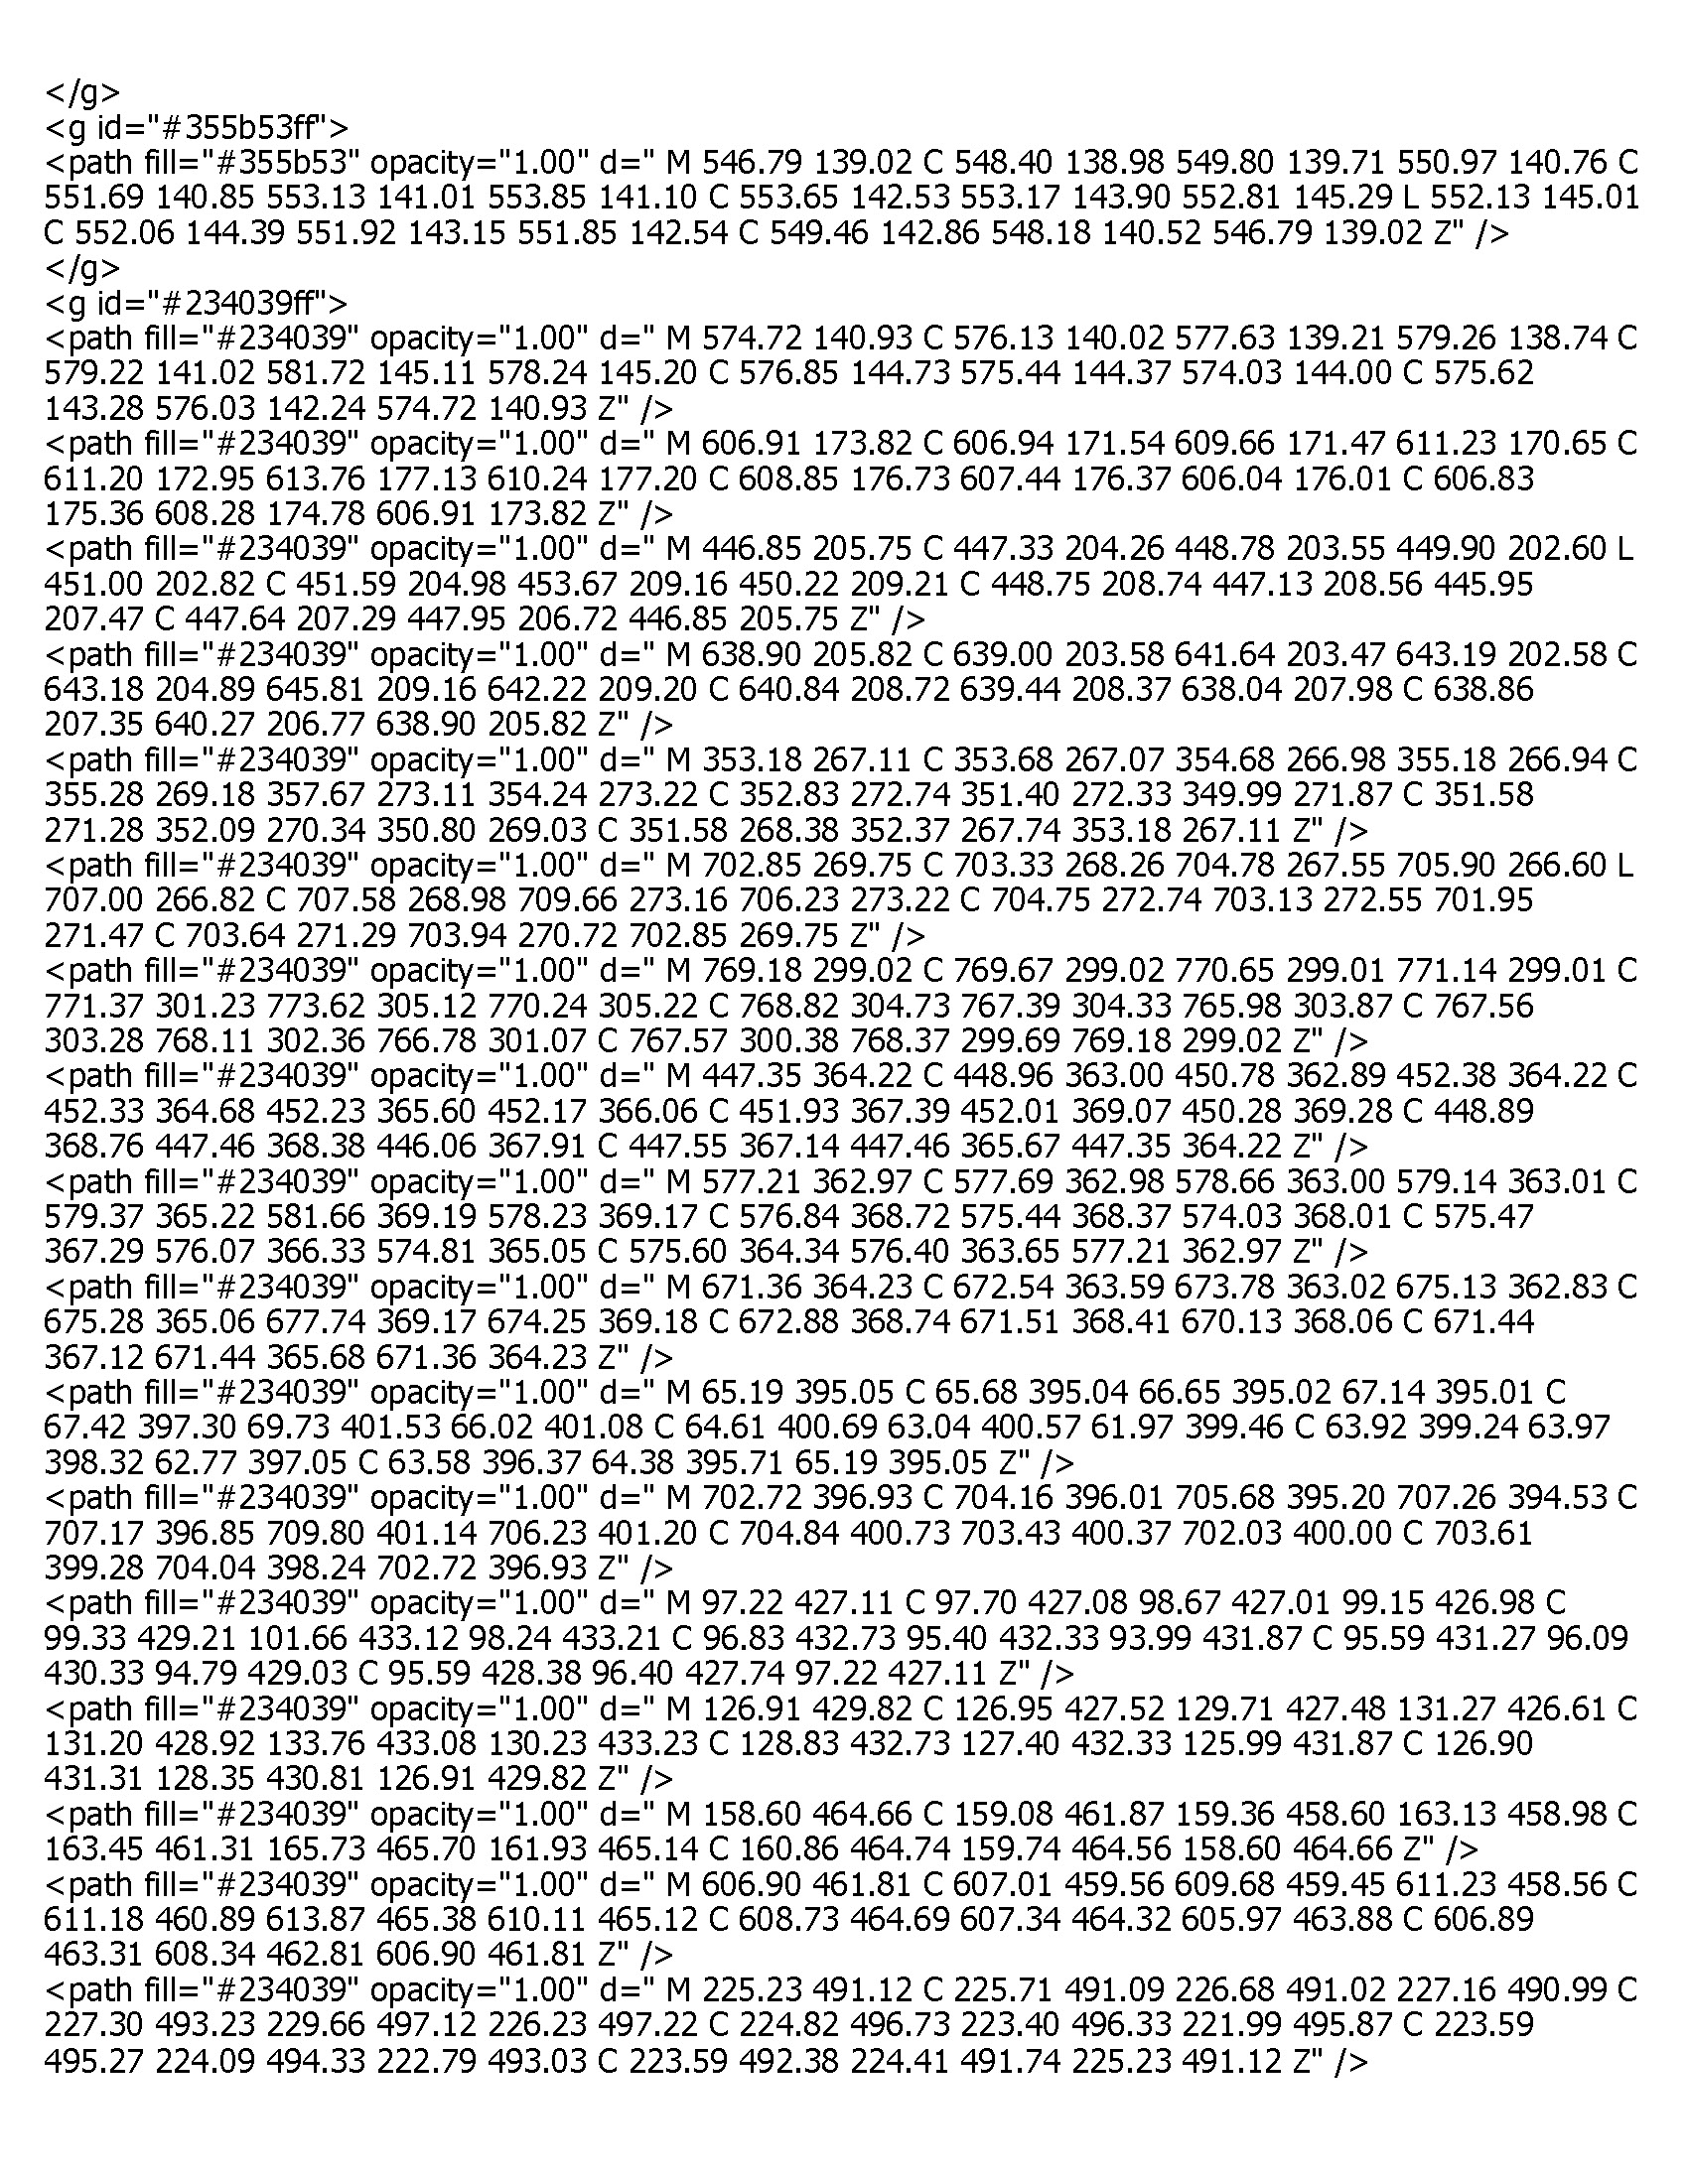 </g>
<g id="#355b53ff">
<path fill="#355b53" opacity="1.00" d=" M 546.79 139.02 C 548.40 138.98 549.80 139.71 550.97 140.76 C
551.69 140.85 553.13 141.01 553.85 141.10 C 553.65 142.53 553.17 143.90 552.81 145.29 L 552.13 145.01
C 552.06 144.39 551.92 143.15 551.85 142.54 C 549.46 142.86 548.18 140.52 546.79 139.02 Z" />
</g>
<g id="#234039ff">
<path fill="#234039" opacity="1.00" d=" M 574.72 140.93 C 576.13 140.02 577.63 139.21 579.26 138.74 C
579.22 141.02 581.72 145.11 578.24 145.20 C 576.85 144.73 575.44 144.37 574.03 144.00 C 575.62
143.28 576.03 142.24 574.72 140.93 Z" />
<path fill="#234039" opacity="1.00" d=" M 606.91 173.82 C 606.94 171.54 609.66 171.47 611.23 170.65 C
611.20 172.95 613.76 177.13 610.24 177.20 C 608.85 176.73 607.44 176.37 606.04 176.01 C 606.83
175.36 608.28 174.78 606.91 173.82 Z" />
<path fill="#234039" opacity="1.00" d=" M 446.85 205.75 C 447.33 204.26 448.78 203.55 449.90 202.60 L
451.00 202.82 C 451.59 204.98 453.67 209.16 450.22 209.21 C 448.75 208.74 447.13 208.56 445.95
207.47 C 447.64 207.29 447.95 206.72 446.85 205.75 Z" />
<path fill="#234039" opacity="1.00" d=" M 638.90 205.82 C 639.00 203.58 641.64 203.47 643.19 202.58 C
643.18 204.89 645.81 209.16 642.22 209.20 C 640.84 208.72 639.44 208.37 638.04 207.98 C 638.86
207.35 640.27 206.77 638.90 205.82 Z" />
<path fill="#234039" opacity="1.00" d=" M 353.18 267.11 C 353.68 267.07 354.68 266.98 355.18 266.94 C
355.28 269.18 357.67 273.11 354.24 273.22 C 352.83 272.74 351.40 272.33 349.99 271.87 C 351.58
271.28 352.09 270.34 350.80 269.03 C 351.58 268.38 352.37 267.74 353.18 267.11 Z" />
<path fill="#234039" opacity="1.00" d=" M 702.85 269.75 C 703.33 268.26 704.78 267.55 705.90 266.60 L
707.00 266.82 C 707.58 268.98 709.66 273.16 706.23 273.22 C 704.75 272.74 703.13 272.55 701.95
271.47 C 703.64 271.29 703.94 270.72 702.85 269.75 Z" />
<path fill="#234039" opacity="1.00" d=" M 769.18 299.02 C 769.67 299.02 770.65 299.01 771.14 299.01 C
771.37 301.23 773.62 305.12 770.24 305.22 C 768.82 304.73 767.39 304.33 765.98 303.87 C 767.56
303.28 768.11 302.36 766.78 301.07 C 767.57 300.38 768.37 299.69 769.18 299.02 Z" />
<path fill="#234039" opacity="1.00" d=" M 447.35 364.22 C 448.96 363.00 450.78 362.89 452.38 364.22 C
452.33 364.68 452.23 365.60 452.17 366.06 C 451.93 367.39 452.01 369.07 450.28 369.28 C 448.89
368.76 447.46 368.38 446.06 367.91 C 447.55 367.14 447.46 365.67 447.35 364.22 Z" />
<path fill="#234039" opacity="1.00" d=" M 577.21 362.97 C 577.69 362.98 578.66 363.00 579.14 363.01 C
579.37 365.22 581.66 369.19 578.23 369.17 C 576.84 368.72 575.44 368.37 574.03 368.01 C 575.47
367.29 576.07 366.33 574.81 365.05 C 575.60 364.34 576.40 363.65 577.21 362.97 Z" />
<path fill="#234039" opacity="1.00" d=" M 671.36 364.23 C 672.54 363.59 673.78 363.02 675.13 362.83 C
675.28 365.06 677.74 369.17 674.25 369.18 C 672.88 368.74 671.51 368.41 670.13 368.06 C 671.44
367.12 671.44 365.68 671.36 364.23 Z" />
<path fill="#234039" opacity="1.00" d=" M 65.19 395.05 C 65.68 395.04 66.65 395.02 67.14 395.01 C
67.42 397.30 69.73 401.53 66.02 401.08 C 64.61 400.69 63.04 400.57 61.97 399.46 C 63.92 399.24 63.97
398.32 62.77 397.05 C 63.58 396.37 64.38 395.71 65.19 395.05 Z" />
<path fill="#234039" opacity="1.00" d=" M 702.72 396.93 C 704.16 396.01 705.68 395.20 707.26 394.53 C
707.17 396.85 709.80 401.14 706.23 401.20 C 704.84 400.73 703.43 400.37 702.03 400.00 C 703.61
399.28 704.04 398.24 702.72 396.93 Z" />
<path fill="#234039" opacity="1.00" d=" M 97.22 427.11 C 97.70 427.08 98.67 427.01 99.15 426.98 C
99.33 429.21 101.66 433.12 98.24 433.21 C 96.83 432.73 95.40 432.33 93.99 431.87 C 95.59 431.27 96.09
430.33 94.79 429.03 C 95.59 428.38 96.40 427.74 97.22 427.11 Z" />
<path fill="#234039" opacity="1.00" d=" M 126.91 429.82 C 126.95 427.52 129.71 427.48 131.27 426.61 C
131.20 428.92 133.76 433.08 130.23 433.23 C 128.83 432.73 127.40 432.33 125.99 431.87 C 126.90
431.31 128.35 430.81 126.91 429.82 Z" />
<path fill="#234039" opacity="1.00" d=" M 158.60 464.66 C 159.08 461.87 159.36 458.60 163.13 458.98 C
163.45 461.31 165.73 465.70 161.93 465.14 C 160.86 464.74 159.74 464.56 158.60 464.66 Z" />
<path fill="#234039" opacity="1.00" d=" M 606.90 461.81 C 607.01 459.56 609.68 459.45 611.23 458.56 C
611.18 460.89 613.87 465.38 610.11 465.12 C 608.73 464.69 607.34 464.32 605.97 463.88 C 606.89
463.31 608.34 462.81 606.90 461.81 Z" />
<path fill="#234039" opacity="1.00" d=" M 225.23 491.12 C 225.71 491.09 226.68 491.02 227.16 490.99 C
227.30 493.23 229.66 497.12 226.23 497.22 C 224.82 496.73 223.40 496.33 221.99 495.87 C 223.59
495.27 224.09 494.33 222.79 493.03 C 223.59 492.38 224.41 491.74 225.23 491.12 Z" />